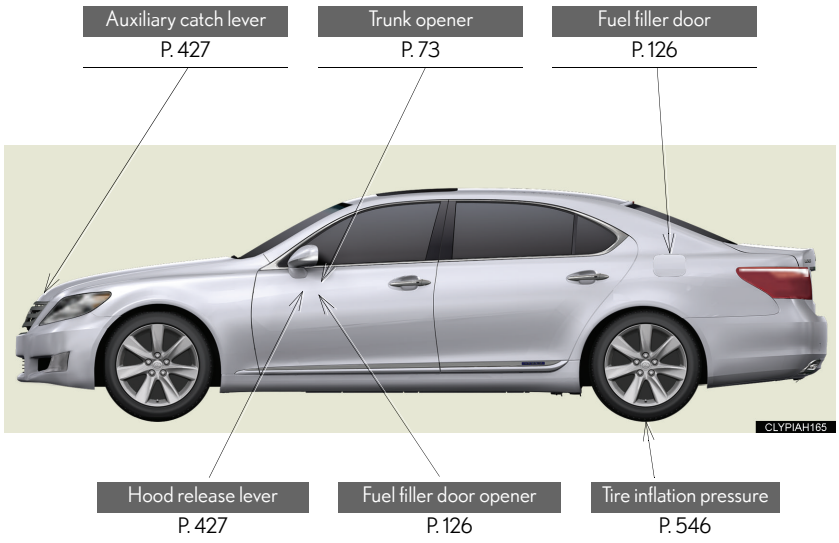 Auxiliary catch lever
P. 427
Trunk opener
P. 73
Fuel filler door
P. 126
CLYPIAH165
Hood release lever
P. 427
Fuel filler door opener
P. 126
Tire inflation pressure
P. 546